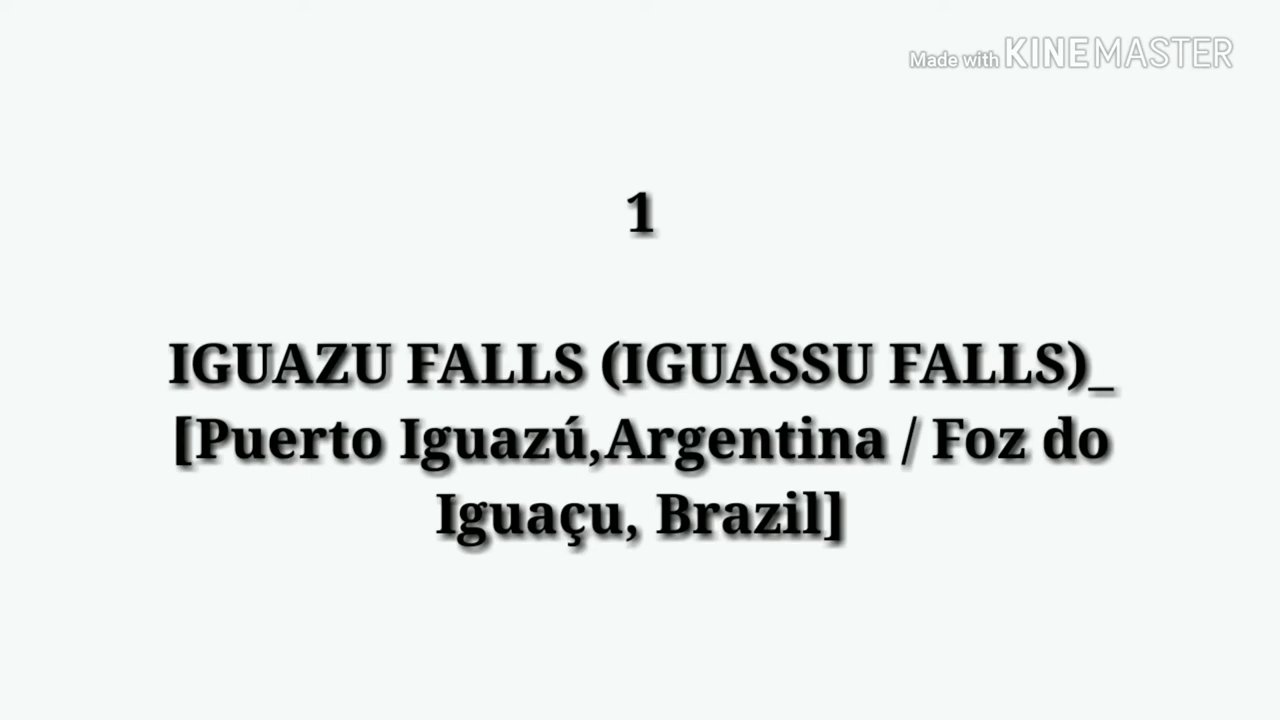 Made with KINEMASTER
1
IGUAZU FALLS (IGUASSU FALLS)_
[Puerto Iguazú,Argentina / Foz do
Iguaçu, Brazil]